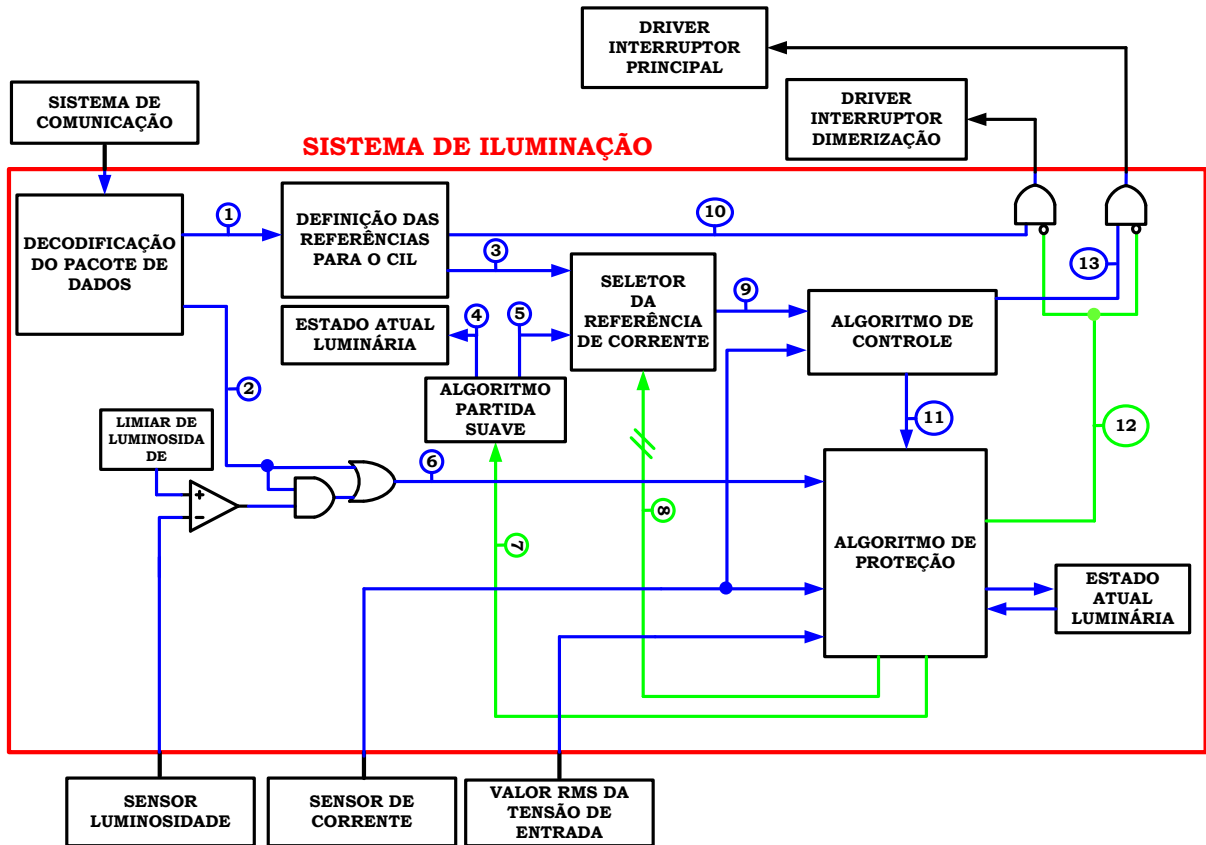 DRIVER
INTERRUPTOR
PRINCIPAL
SISTEMA DE
COMUNICAÇÃO
DRIVER
INTERRUPTOR
DIMERIZAÇÃO
SISTEMA DE ILUMINAÇÃO
DECODIFICAÇÃO
DO PACOTE DE
DADOS
1
DEFINIÇÃO DAS
REFERÊNCIAS
PARA O CIL
10
3
SELETOR
DA
REFERÊNCIA
DE CORRENTE
9
13
ESTADO ATUAL
LUMINÁRIA
4
5
ALGORITMO DE
CONTROLE
2
ALGORITMO
PARTIDA
SUAVE
11
12
LIMIAR DE
LUMINOSIDA
DE
+
−
6
8
7
ALGORITMO DE
PROTEÇÃO
ESTADO
ATUAL
LUMINÁRIA
SENSOR
LUMINOSIDADE
SENSOR DE
CORRENTE
VALOR RMS DA
TENSÃO DE
ENTRADA